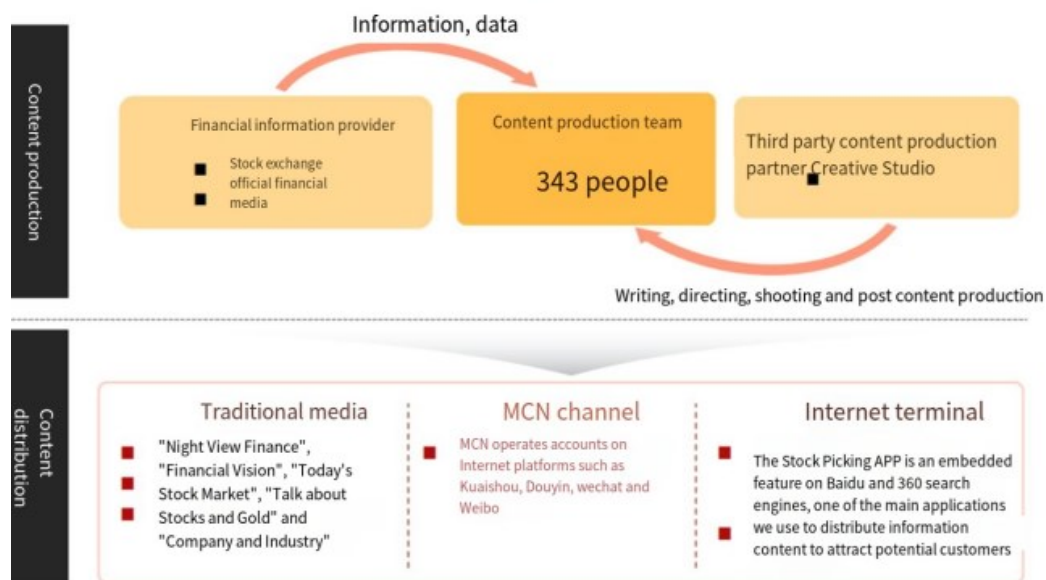 Information, data
Content production
Financial information provider
Stock exchange
official financial
media
Content production team
343 people
Third party content production
partner Creative Studio
Writing, directing, shooting and post content production
Content
distribution
Traditional media
"Night View Finance",
"Financial Vision", "Today's
Stock Market", "Talk about
Stocks and Gold" and
"Company and Industry"
MCN channel
MCN operates accounts on
Internet platforms such as
Kuaishou, Douyin, wechat and
Weibo
Internet terminal
The Stock Picking APP is an embedded
feature on Baidu and 360 search
engines, one of the main applications
we use to distribute information
content to attract potential customers